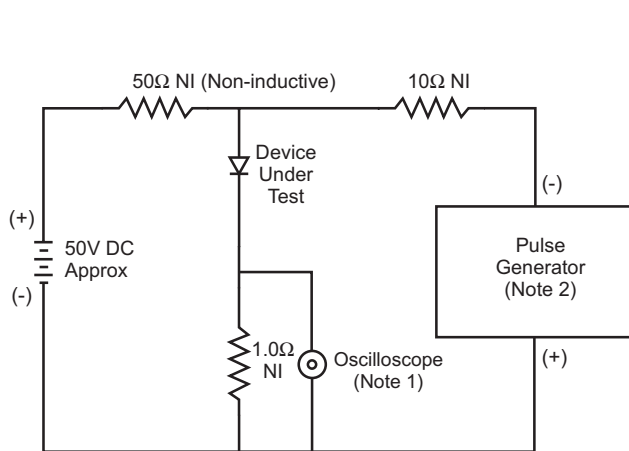 50Ω NI (Non-inductive)
10Ω NI
Device
Under
Test
(+)
50V DC
Approx
(-)
(-)
Pulse
Generator
(Note 2)
(+)
1.0Ω
NI
Oscilloscope
(Note 1)